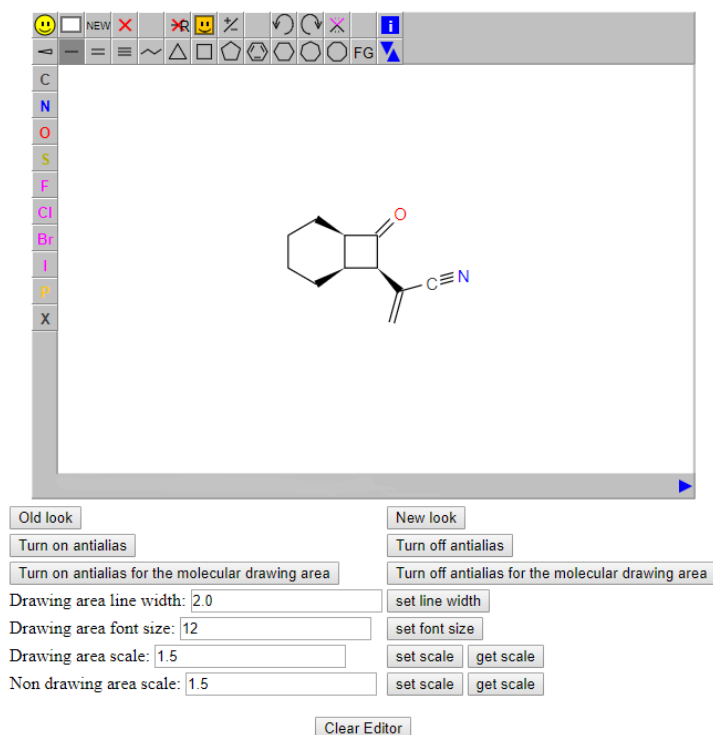 NEW R +/- i
FG
C
N
O
S
F
Cl
Br
I
P
X
O
C N
Old look New look
Turn on antialias Turn off antialias
Turn on antialias for the molecular drawing area Turn off antialias for the molecular drawing area
Drawing area line width: 2.0 set line width
Drawing area font size: 12 set font size
Drawing area scale: 1.5 set scale get scale
Non drawing area scale: 1.5 set scale get scale
Clear Editor